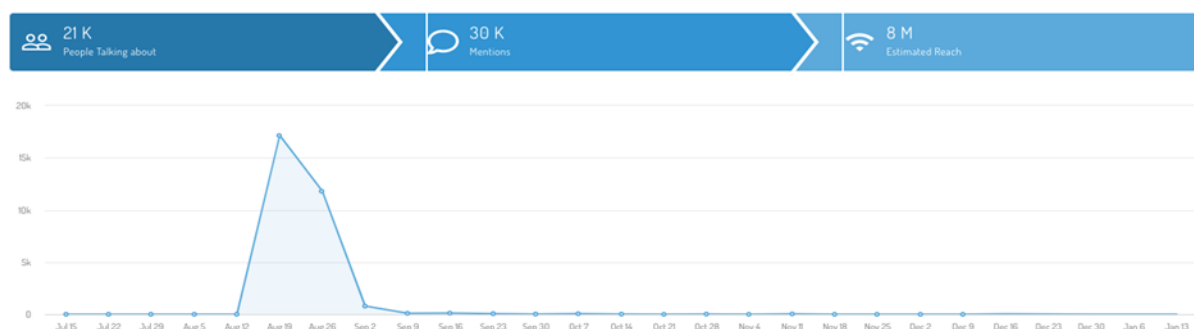 21 K
People Talking about
30 K
Mentions
8 M
Estimated Reach
20k
15k
10k
5k
0
Jul 15 Jul 22 Jul 29 Aug 5 Aug 12 Aug 19 Aug 26 Sep 2 Sep 9 Sep 16 Sep 23 Sep 30 Oct 7 Oct 14 Oct 21 Oct 28 Nov 4 Nov 11 Nov 18 Nov 25 Dec 2 Dec 9 Dec 16 Dec 23 Dec 30 Jan 6